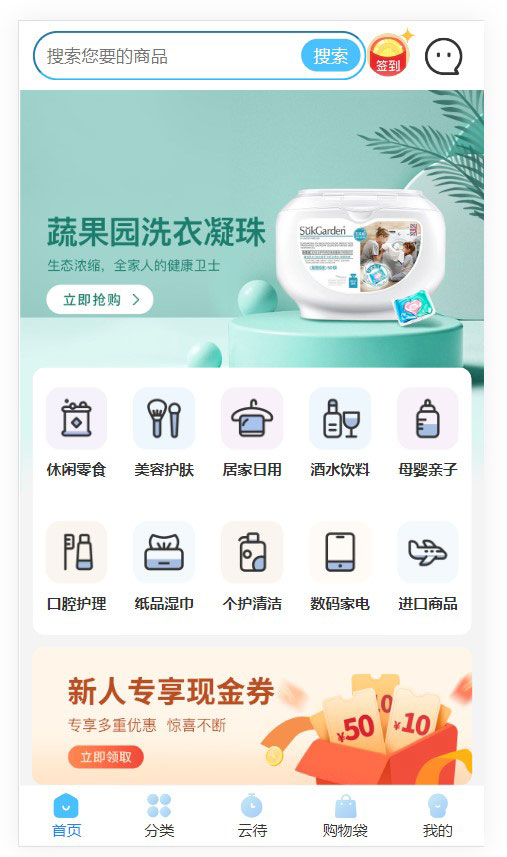 搜索您要的商品
搜索
签到
蔬果园洗衣凝珠
生态浓缩，全家人的健康卫士
立即抢购
SükGarden
休闲零食
美容护肤
居家日用
酒水饮料
母婴亲子
口腔护理
纸品湿巾
个护清洁
数码家电
进口商品
新人专享现金券
专享多重优惠 惊喜不断
立即领取
¥50
10
¥10
首页
分类
云待
购物袋
我的